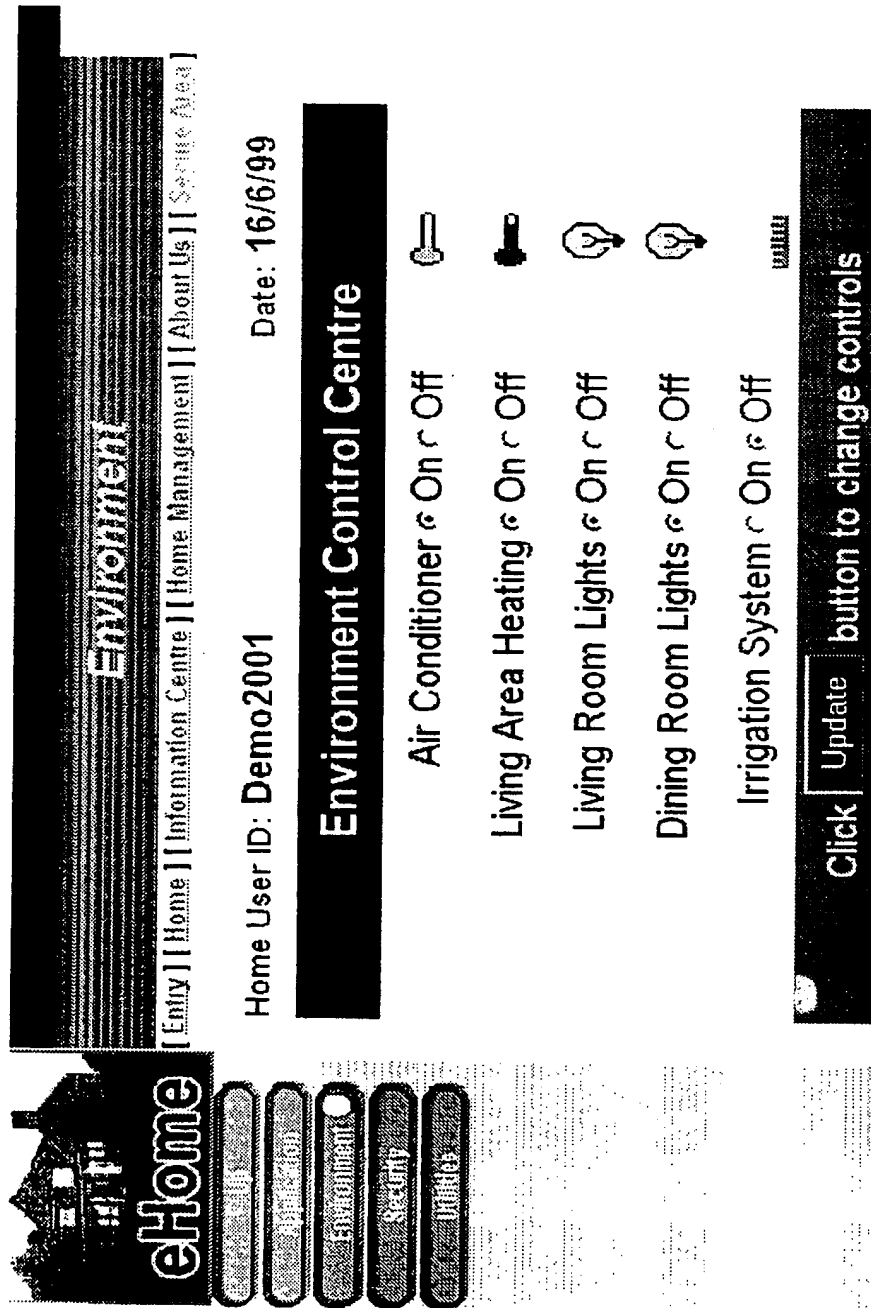 eHome
Environment
Security
Utilities
Environment
[ Entry ] [ Home ] [ Information Centre ] [ Home Management ] [ About Us ] [ Secure Area ]
Home User ID: Demo2001 Date: 16/6/99
Environment Control Centre
Air Conditioner On Off
Living Area Heating On Off
Living Room Lights On Off
Dining Room Lights On Off
Irrigation System On Off
Click Update button to change controls